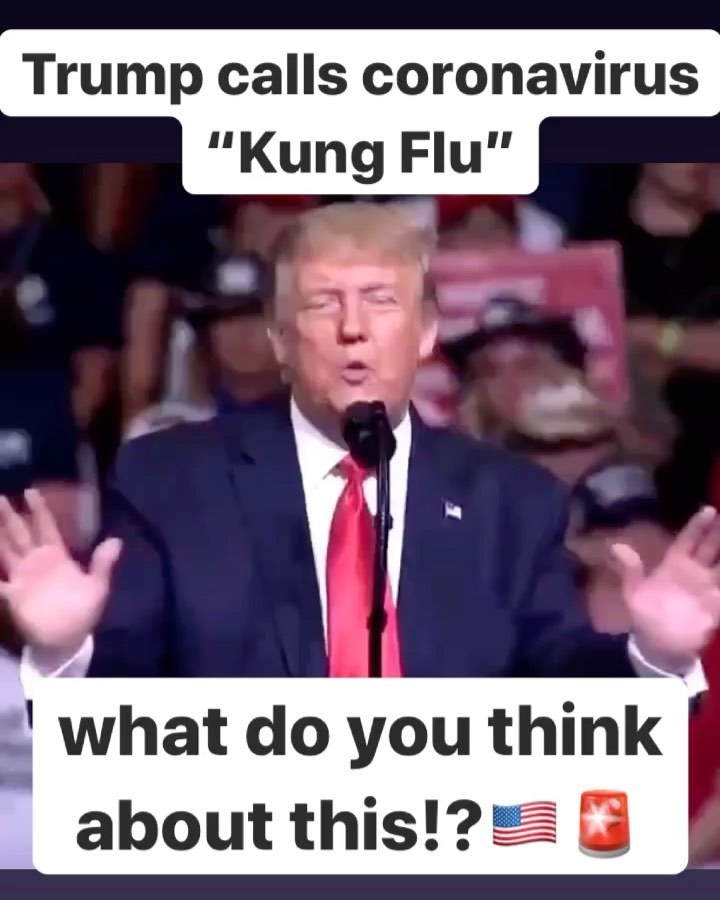 Trump calls coronavirus
“Kung Flu”
what do you think
about this!?🇺🇸 🚨